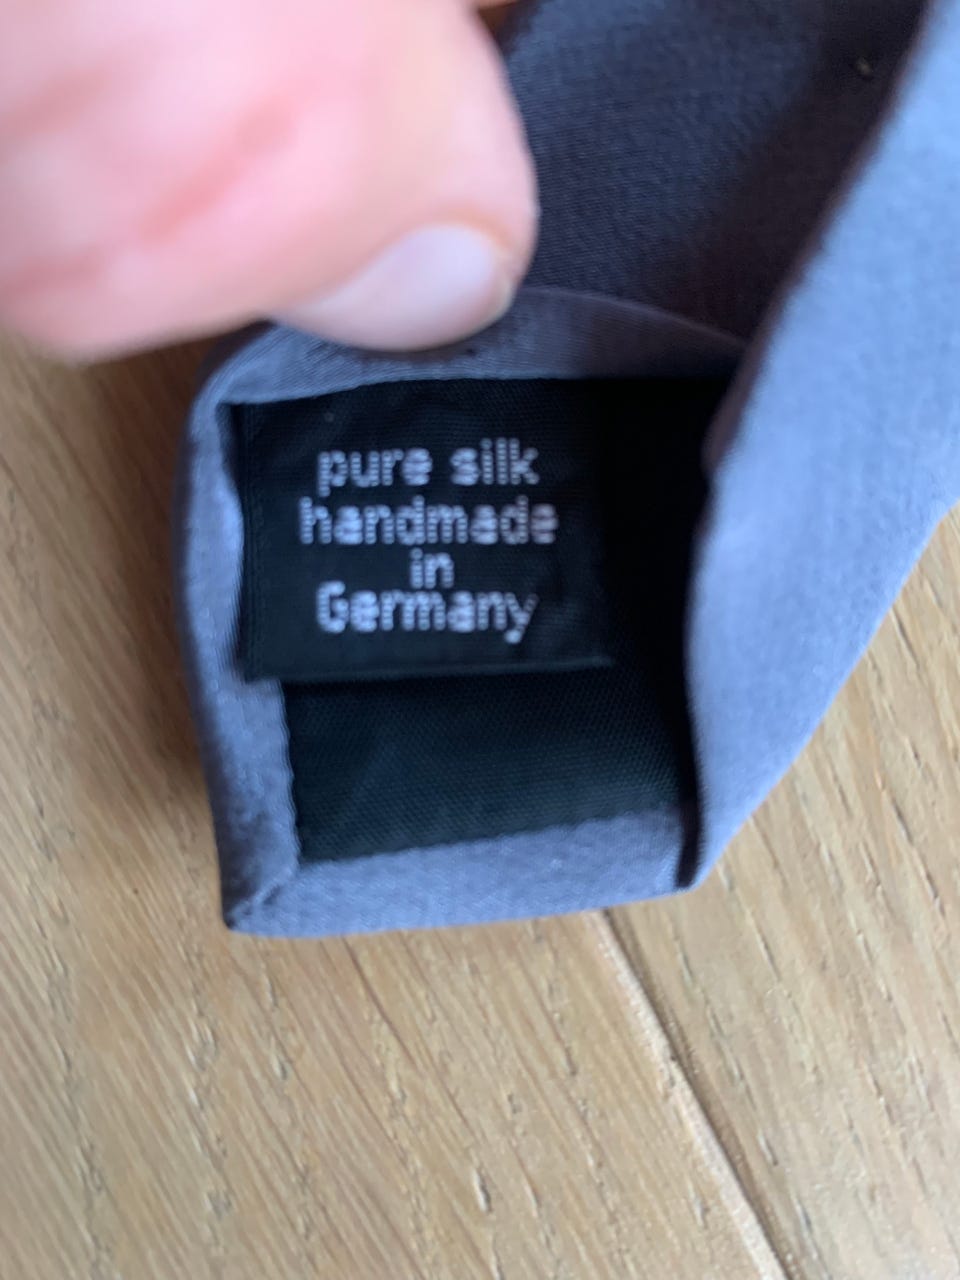 pure silk
handmade
in
Germany